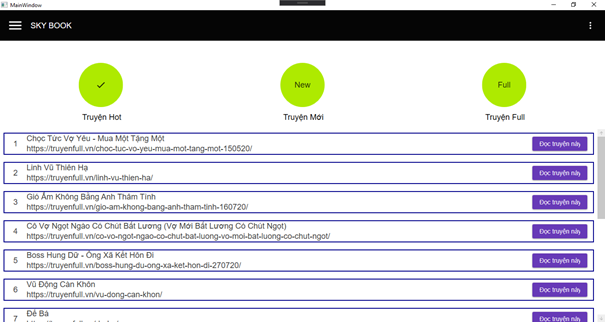 MainWindow
SKY BOOK
New
Full
Truyện Hot
Truyện Mới
Truyện Full
1
Chọc Tức Vợ Yêu - Mua Một Tặng Một
https://truyenfull.vn/choc-tuc-vo-yeu-mua-mot-tang-mot-150520/
Đọc truyện này
2
Linh Vũ Thiên Hạ
https://truyenfull.vn/linh-vu-thien-ha/
Đọc truyện này
3
Gió Ấm Không Bằng Anh Thâm Tình
https://truyenfull.vn/gio-am-khong-bang-anh-tham-tinh-160720/
Đọc truyện này
4
Cô Vợ Ngọt Ngào Có Chút Bất Lương (Vợ Mới Bất Lương Có Chút Ngọt)
https://truyenfull.vn/co-vo-ngot-ngao-co-chut-bat-luong-vo-moi-bat-luong-co-chut-ngot/
Đọc truyện này
5
Boss Hung Dữ - Ông Xã Kết Hôn Đi
https://truyenfull.vn/boss-hung-du-ong-xa-ket-hon-di-270720/
Đọc truyện này
6
Vũ Động Càn Khôn
https://truyenfull.vn/vu-dong-can-khon/
Đọc truyện này
7
Đế Bá
Đọc truyện này